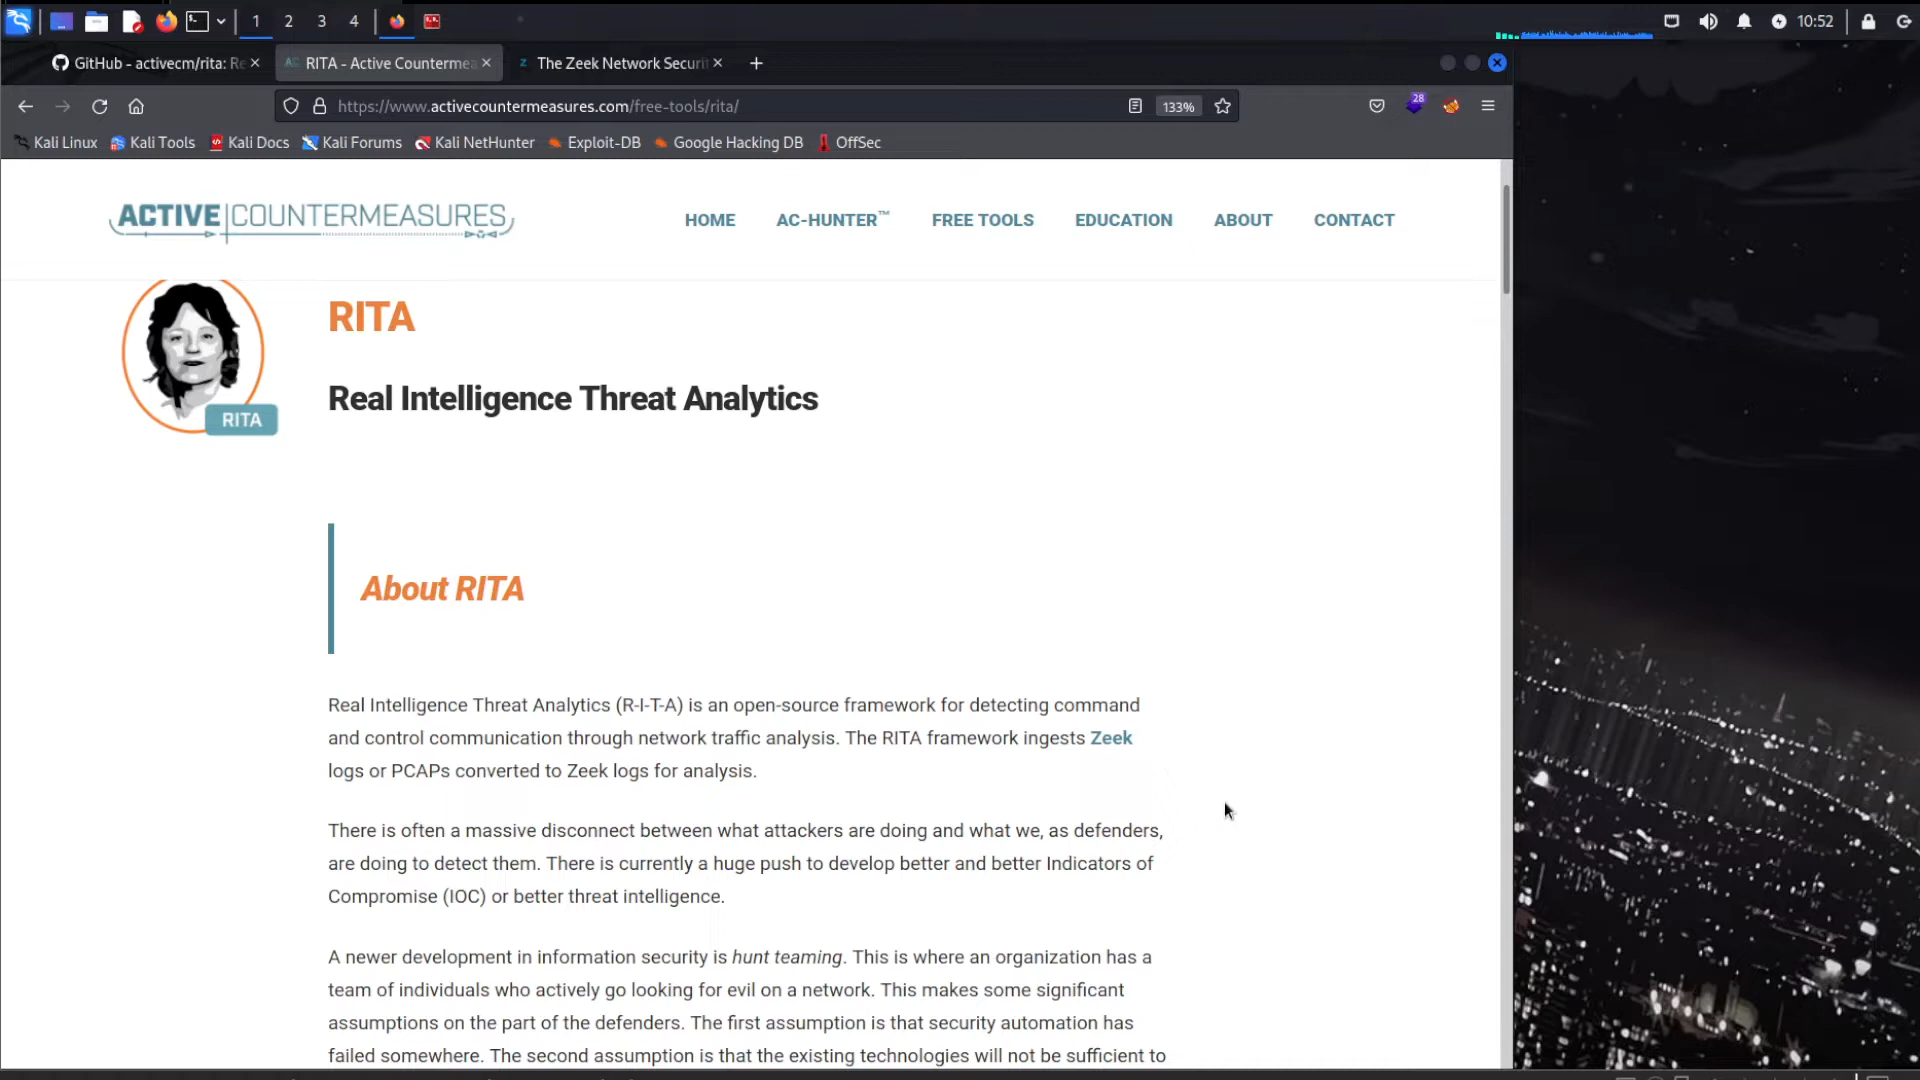 1 2 3 4
10:52
GitHub - activecm/rita: Re
RITA - Active Counterme
The Zeek Network Securi
https://www.activecountermeasures.com/free-tools/rita/
133%
28
Kali Linux
Kali Tools
Kali Docs
Kali Forums
Kali NetHunter
Exploit-DB
Google Hacking DB
OffSec
ACTIVE COUNTERMEASURES
HOME
AC-HUNTER™
FREE TOOLS
EDUCATION
ABOUT
CONTACT
RITA
RITA
Real Intelligence Threat Analytics
About RITA
Real Intelligence Threat Analytics (R-I-T-A) is an open-source framework for detecting command
and control communication through network traffic analysis. The RITA framework ingests Zeek
logs or PCAPs converted to Zeek logs for analysis.
There is often a massive disconnect between what attackers are doing and what we, as defenders,
are doing to detect them. There is currently a huge push to develop better and better Indicators of
Compromise (IOC) or better threat intelligence.
A newer development in information security is hunt teaming. This is where an organization has a
team of individuals who actively go looking for evil on a network. This makes some significant
assumptions on the part of the defenders. The first assumption is that security automation has
failed somewhere. The second assumption is that the existing technologies will not be sufficient to